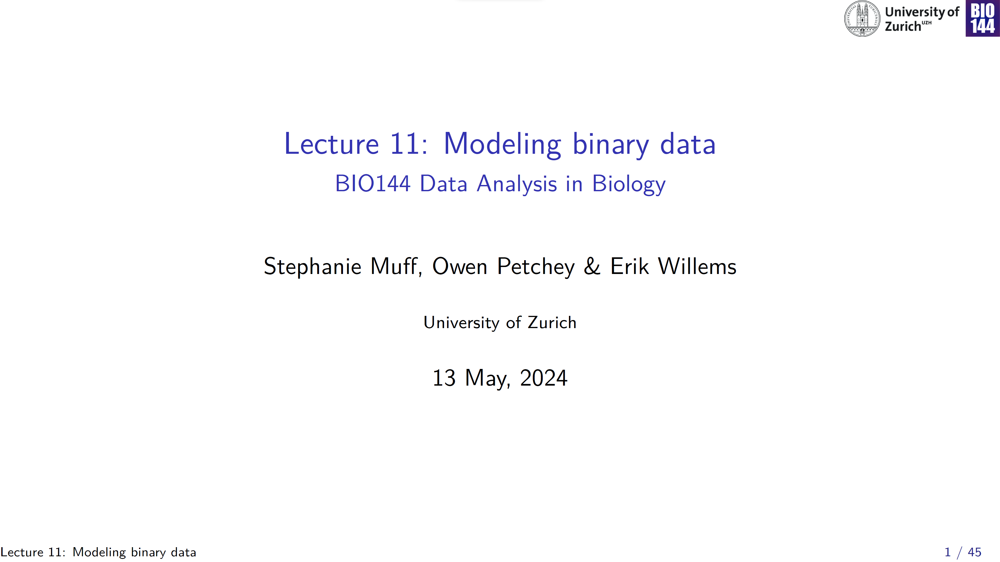 University of
Zurich UZH
BIO
144
Lecture 11: Modeling binary data
BIO144 Data Analysis in Biology
Stephanie Muff, Owen Petchey & Erik Willems
University of Zurich
13 May, 2024
Lecture 11: Modeling binary data
1 / 45